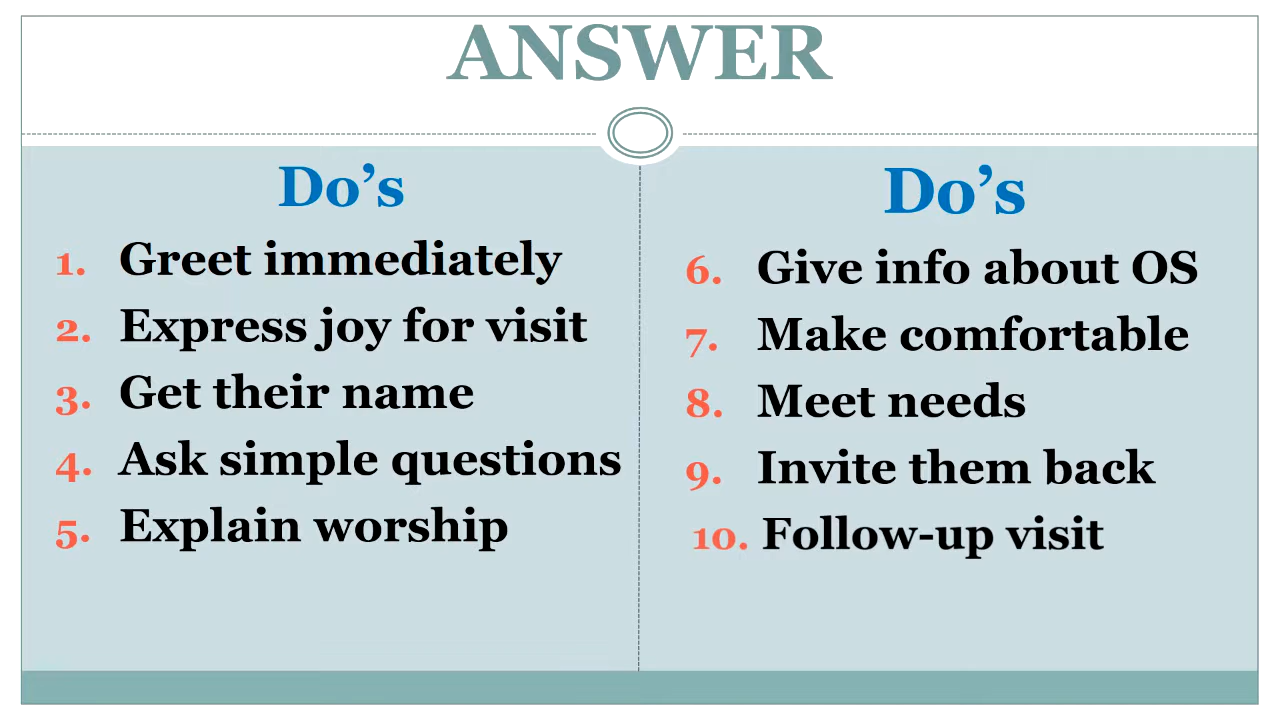 ANSWER
Do’s
1. Greet immediately
2. Express joy for visit
3. Get their name
4. Ask simple questions
5. Explain worship
Do’s
6. Give info about OS
7. Make comfortable
8. Meet needs
9. Invite them back
10. Follow-up visit